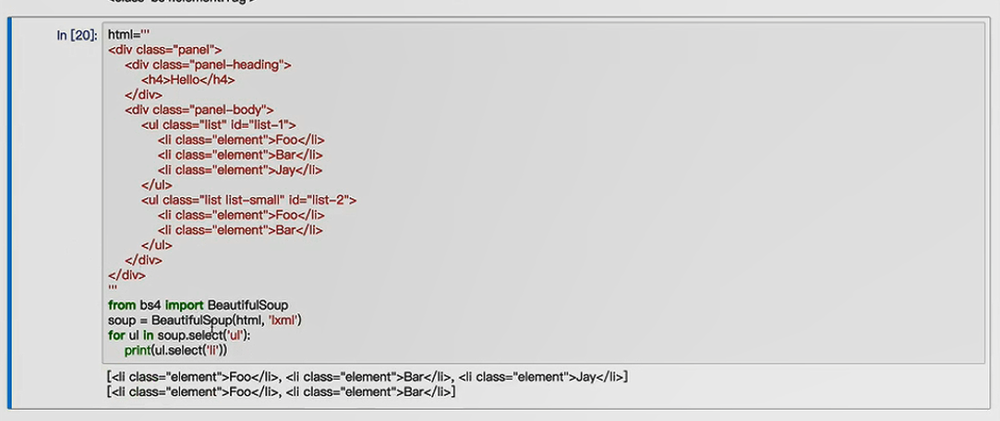 In [20]:
html='''
<div class="panel">
<div class="panel-heading">
<h4>Hello</h4>
</div>
<div class="panel-body">
<ul class="list" id="list-1">
<li class="element">Foo</li>
<li class="element">Bar</li>
<li class="element">Jay</li>
</ul>
<ul class="list list-small" id="list-2">
<li class="element">Foo</li>
<li class="element">Bar</li>
</ul>
</div>
</div>
'''
from bs4 import BeautifulSoup
soup = BeautifulSoup(html, 'lxml')
for ul in soup.select('ul'):
print(ul.select('li'))
[<li class="element">Foo</li>, <li class="element">Bar</li>, <li class="element">Jay</li>]
[<li class="element">Foo</li>, <li class="element">Bar</li>]